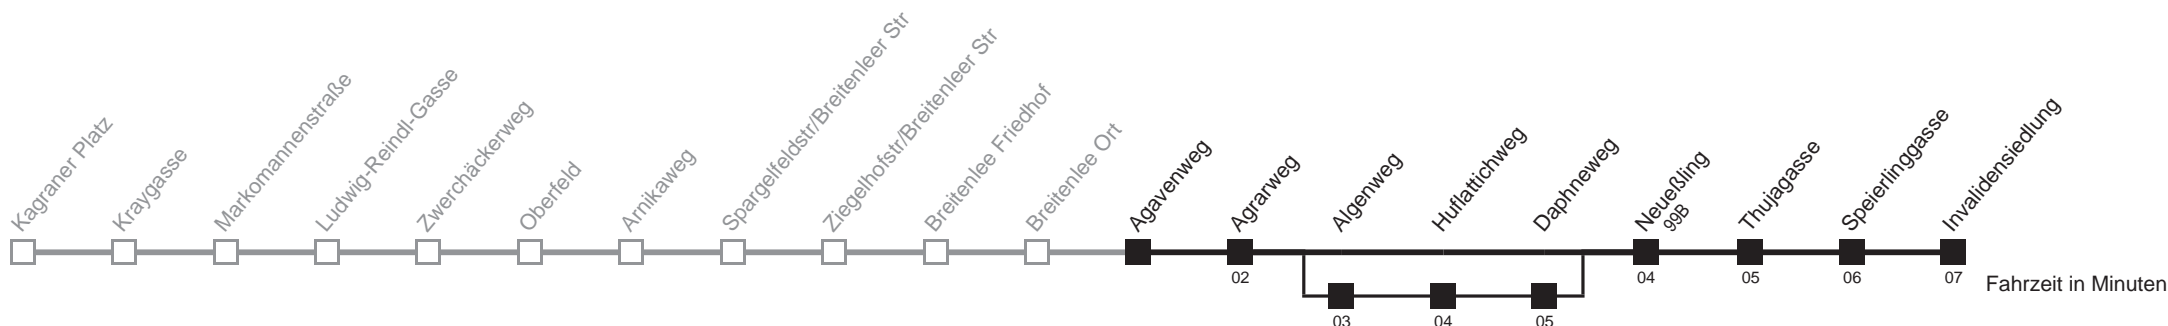 Kagraner Platz
Kraygasse
Markomannenstraße
Ludwig-Reindl-Gasse
Zwerchäckerweg
Oberfeld
Arnikaweg
Spargelfeldstr/Breitenleer Str
Ziegelhofstr/Breitenleer Str
Breitenlee Friedhof
Breitenlee Ort
Agavenweg
Agrarweg
Algenweg
Huflattichweg
Daphneweg
Neueßling
99B
Thujagasse
Speierlinggasse
Invalidensiedlung
02
04
05
06
07
Fahrzeit in Minuten
03
04
05